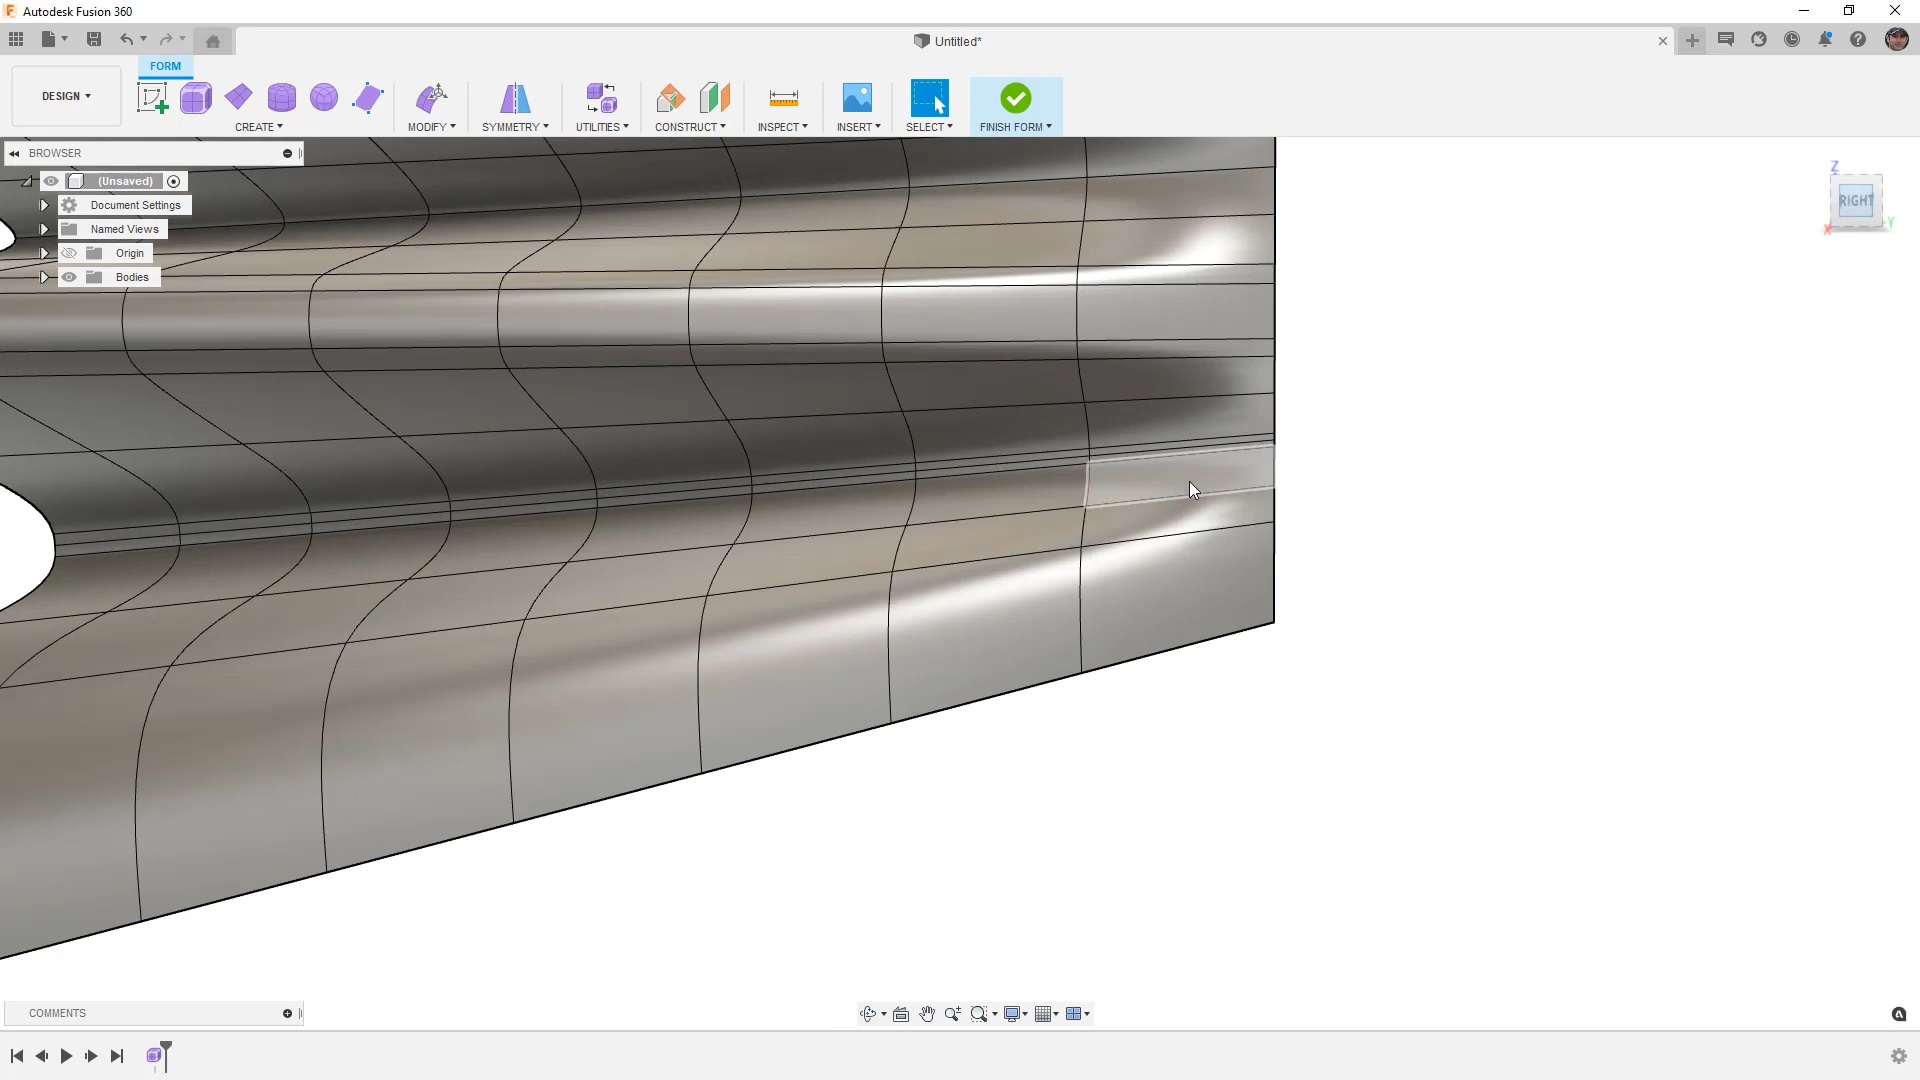 Autodesk Fusion 360
Untitled*
FORM
DESIGN
CREATE
MODIFY
SYMMETRY
UTILITIES
CONSTRUCT
INSPECT
INSERT
SELECT
FINISH FORM
BROWSER
(Unsaved)
Document Settings
Named Views
Origin
Bodies
Z
RIGHT
X
Y
COMMENTS